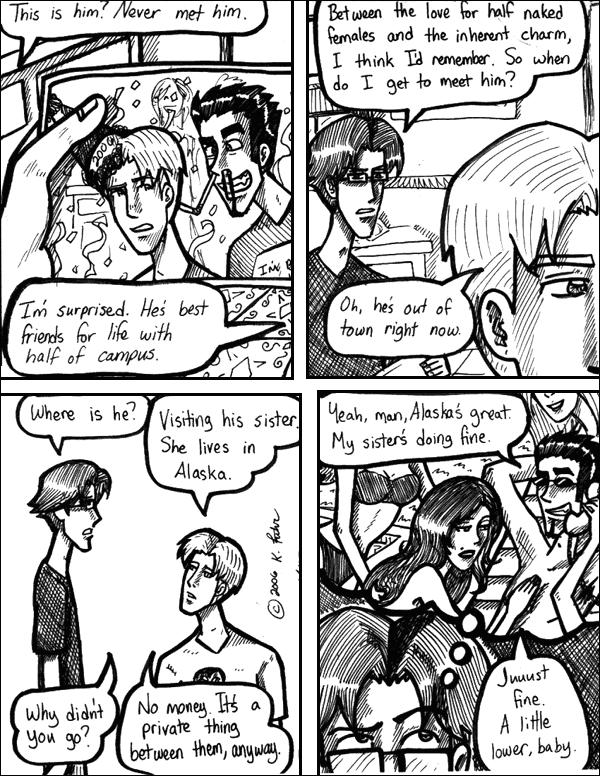 This is him? Never met him.
2006
I'm,
I'm surprised. He's best
friends for life with
half of campus.
Between the love for half naked
females and the inherent charm,
I think I'd remember. So when
do I get to meet him?
Oh, he's out of
town right now.
Where is he?
Visiting his sister.
She lives in
Alaska.
Why didn't
you go?
No money. It's a
private thing
between them, anyway.
© 2006 K.
Yeah, man, Alaska's great.
My sister's doing fine.
Juuust
fine.
A little
lower, baby.